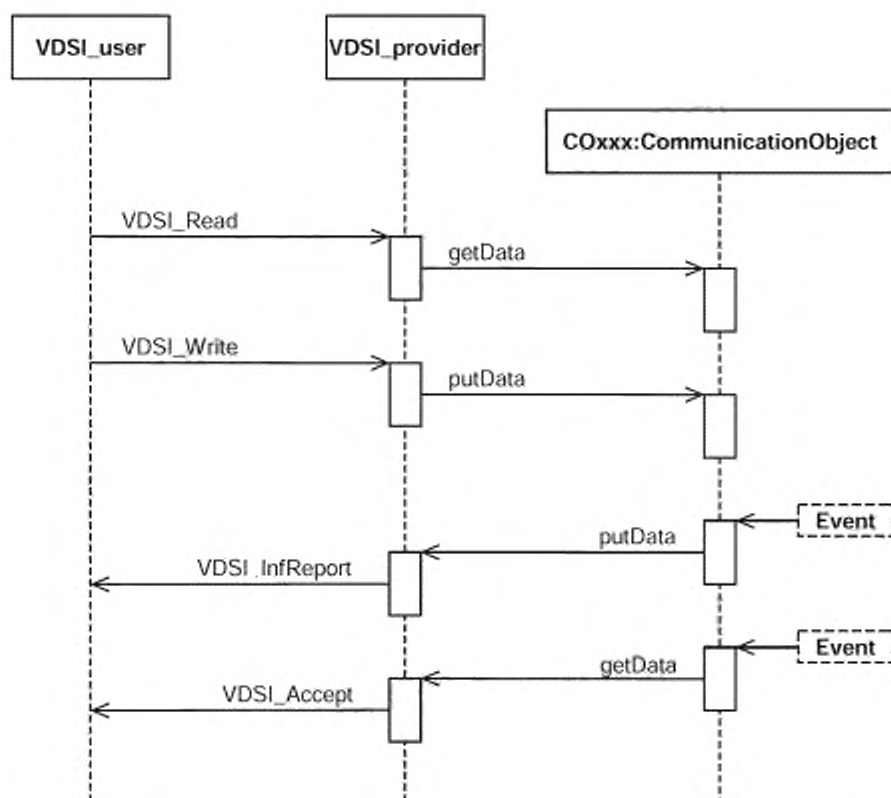 VDSI_user
VDSI_provider
COxxx:CommunicationObject
VDSI_Read
getData
VDSI_Write
putData
Event
putData
VDSI_InfReport
Event
getData
VDSI_Accept